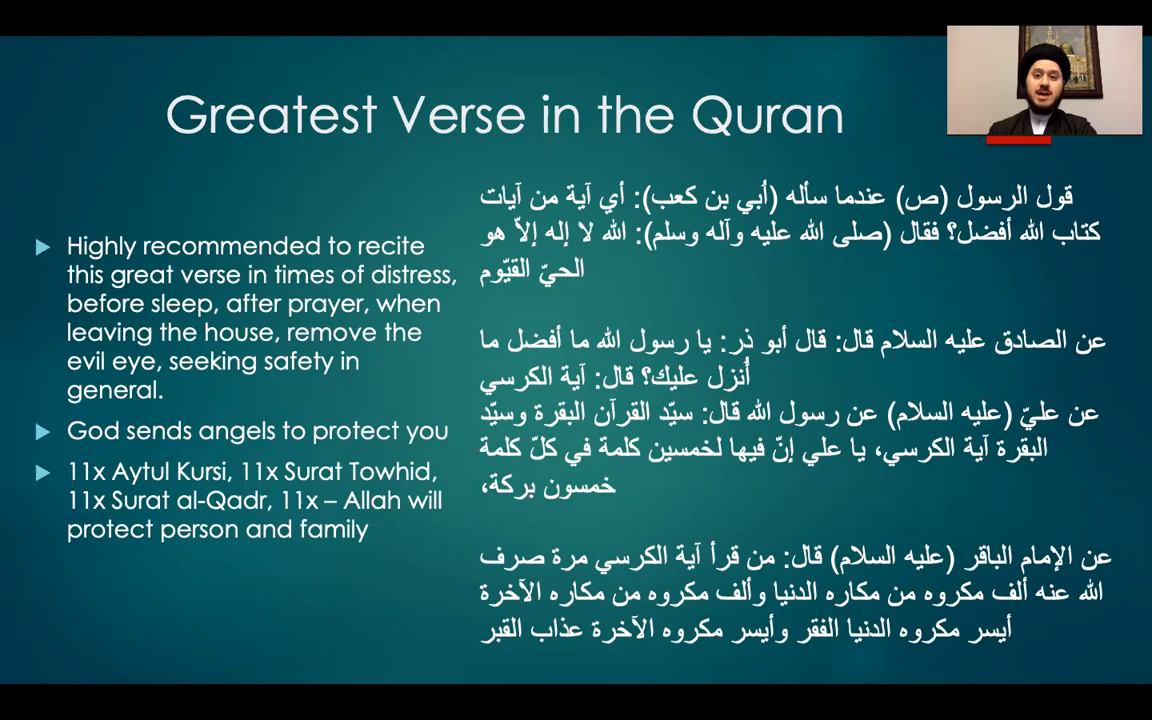 Greatest Verse in the Quran
Highly recommended to recite
this great verse in times of distress,
before sleep, after prayer, when
leaving the house, remove the
evil eye, seeking safety in
general.
God sends angels to protect you
11x Aytul Kursi, 11x Surat Towhid,
11x Surat al-Qadr, 11x – Allah will
protect person and family
قول الرسول (ص) عندما سأله (أُبي بن كعب): أي آية من آيات
كتاب الله أفضل؟ فقال (صلى الله عليه وآله وسلم): الله لا إله إلاّ هو
الحيّ القيّوم
عن الصادق عليه السلام قال: قال أبو ذر: يا رسول الله ما أفضل ما
أُنزل عليك؟ قال: آية الكرسي
عن عليّ (عليه السلام) عن رسول الله قال: سيّد القرآن البقرة وسيّد
البقرة آية الكرسي، يا علي إنّ فيها لخمسين كلمة في كلّ كلمة
خمسون بركة،
عن الإمام الباقر (عليه السلام) قال: من قرأ آية الكرسي مرة صرف
الله عنه ألف مكروه من مكاره الدنيا وألف مكروه من مكاره الآخرة
أيسر مكروه الدنيا الفقر وأيسر مكروه الآخرة عذاب القبر